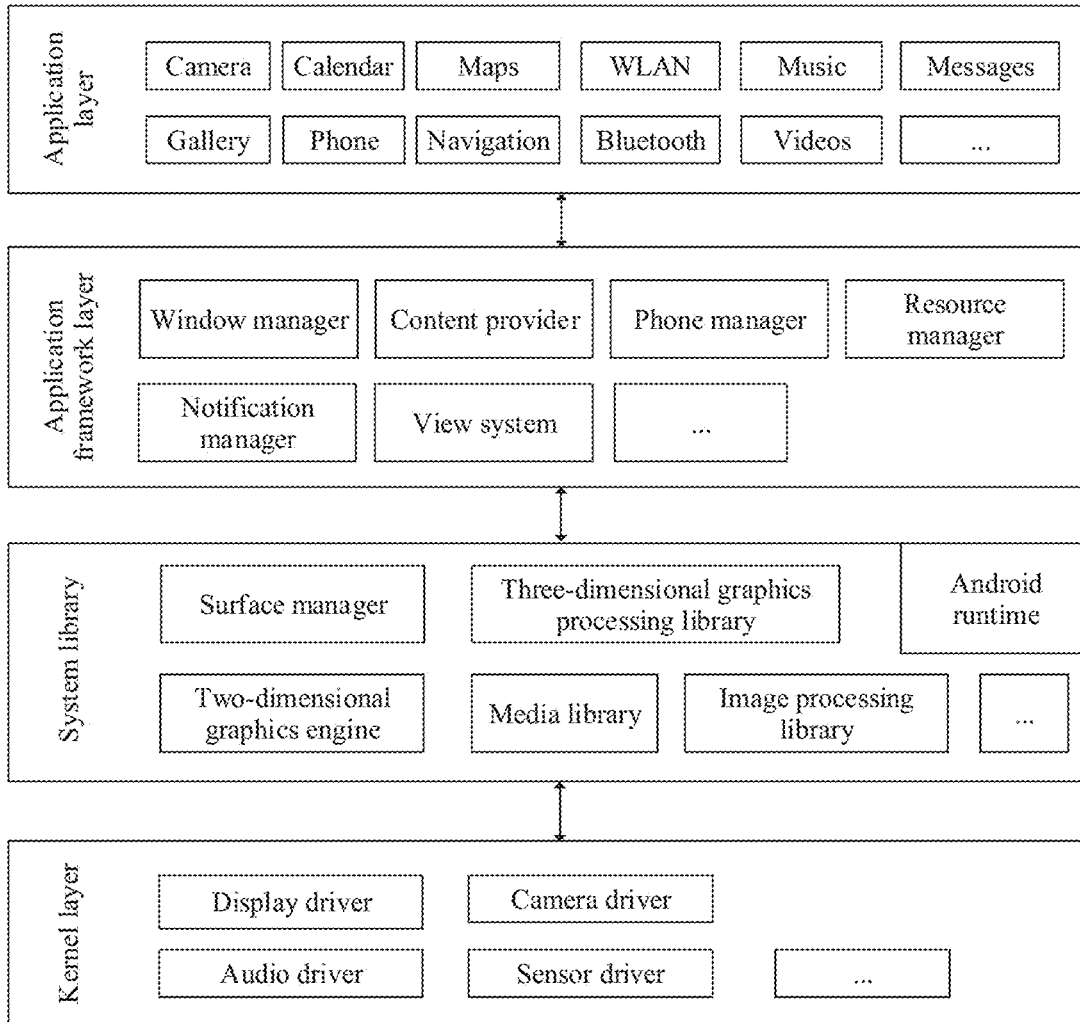 Application
layer
Camera
Calendar
Maps
WLAN
Music
Messages
Gallery
Phone
Navigation
Bluetooth
Videos
...
Application
framework layer
Window manager
Content provider
Phone manager
Resource
manager
Notification
manager
View system
...
System library
Surface manager
Three-dimensional graphics
processing library
Android
runtime
Two-dimensional
graphics engine
Media library
Image processing
library
...
Kernel layer
Display driver
Camera driver
Audio driver
Sensor driver
...